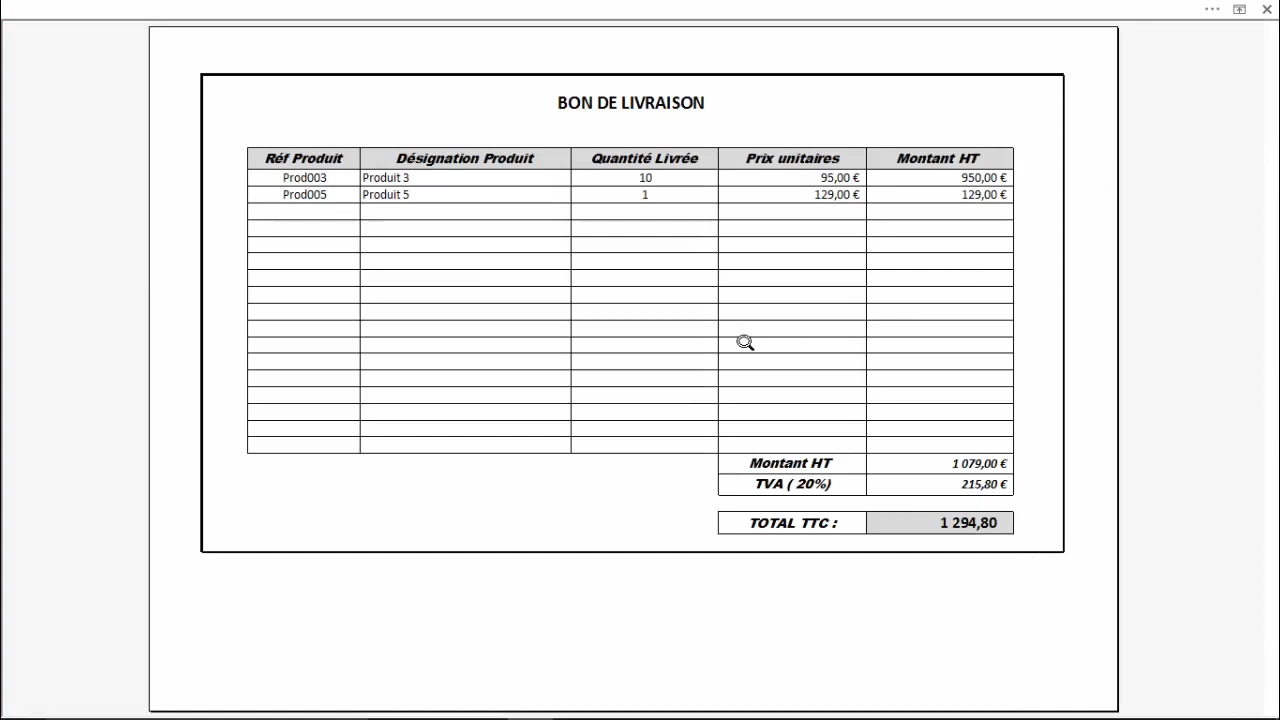 BON DE LIVRAISON
Réf Produit Désignation Produit Quantité Livrée Prix unitaires Montant HT
Prod003 Produit 3 10 95,00 € 950,00 €
Prod005 Produit 5 1 129,00 € 129,00 €
Montant HT 1 079,00 €
TVA ( 20%) 215,80 €
TOTAL TTC : 1 294,80